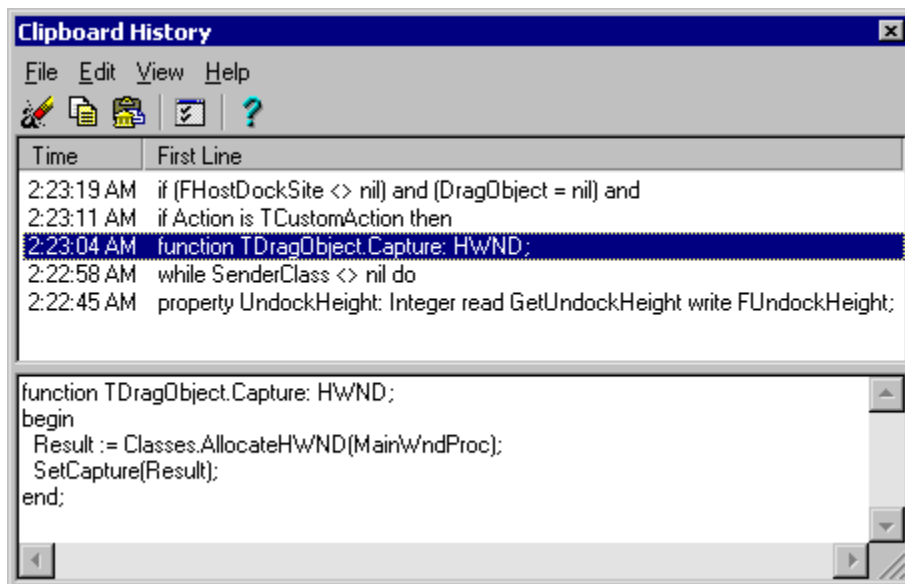 Clipboard History
File Edit View Help
Time First Line
2:23:19 AM if (FHostDockSite <> nil) and (DragObject = nil) and
2:23:11 AM if Action is TCustomAction then
2:23:04 AM function TDragObject.Capture: HWND;
2:22:58 AM while SenderClass <> nil do
2:22:45 AM property UndockHeight: Integer read GetUndockHeight write FUndockHeight;
function TDragObject.Capture: HWND;
begin
  Result := Classes.AllocateHWND(MainWndProc);
  SetCapture(Result);
end;